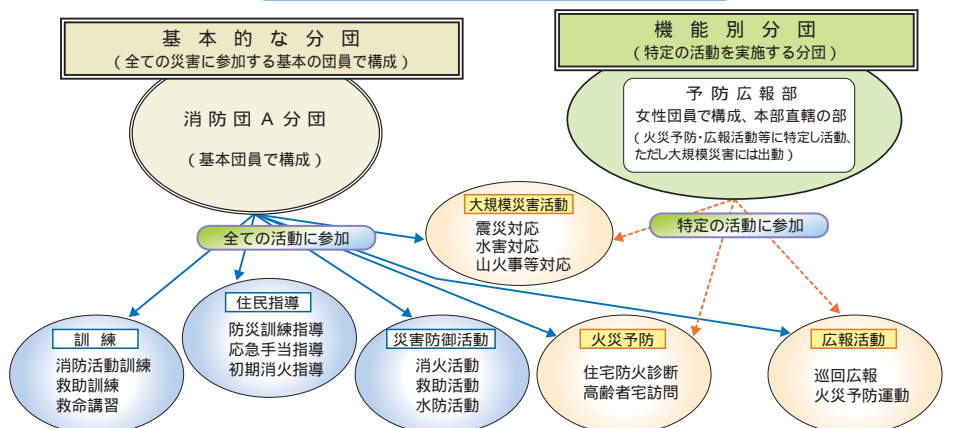 基本的な分団
(全ての災害に参加する基本の団員で構成)
消防団A分団
(基本団員で構成)
機能別分団
(特定の活動を実施する分団)
予防広報部
女性団員で構成、本部直轄の部
(火災予防・広報活動等に特定し活動、
ただし大規模災害には出動)
全ての活動に参加
特定の活動に参加
大規模災害活動
震災対応
水害対応
山火事等対応
訓練
消防活動訓練
救助訓練
救命講習
住民指導
防災訓練指導
応急手当指導
初期消火指導
災害防御活動
消火活動
救助活動
水防活動
火災予防
住宅防火診断
高齢者宅訪問
広報活動
巡回広報
火災予防運動